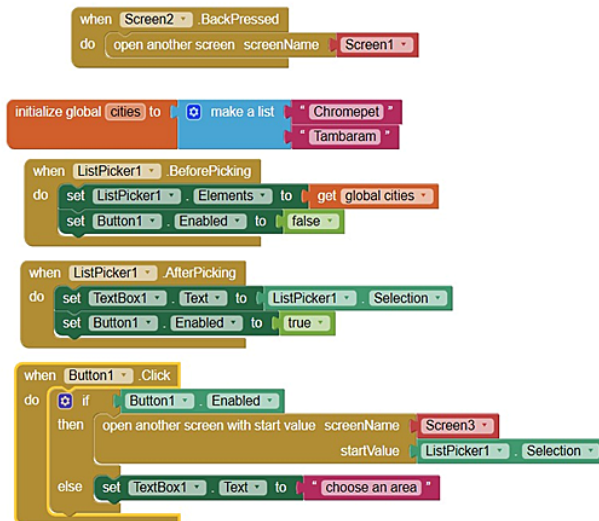 when Screen2 .BackPressed
do open another screen screenName Screen1
initialize global cities to make a list " Chromepet "
" Tambaram "
when ListPicker1 .BeforePicking
do set ListPicker1 . Elements to get global cities
set Button1 . Enabled to false
when ListPicker1 .AfterPicking
do set TextBox1 . Text to ListPicker1 . Selection
set Button1 . Enabled to true
when Button1 .Click
do if Button1 . Enabled
then open another screen with start value screenName Screen3
startValue ListPicker1 . Selection
else set TextBox1 . Text to " choose an area "